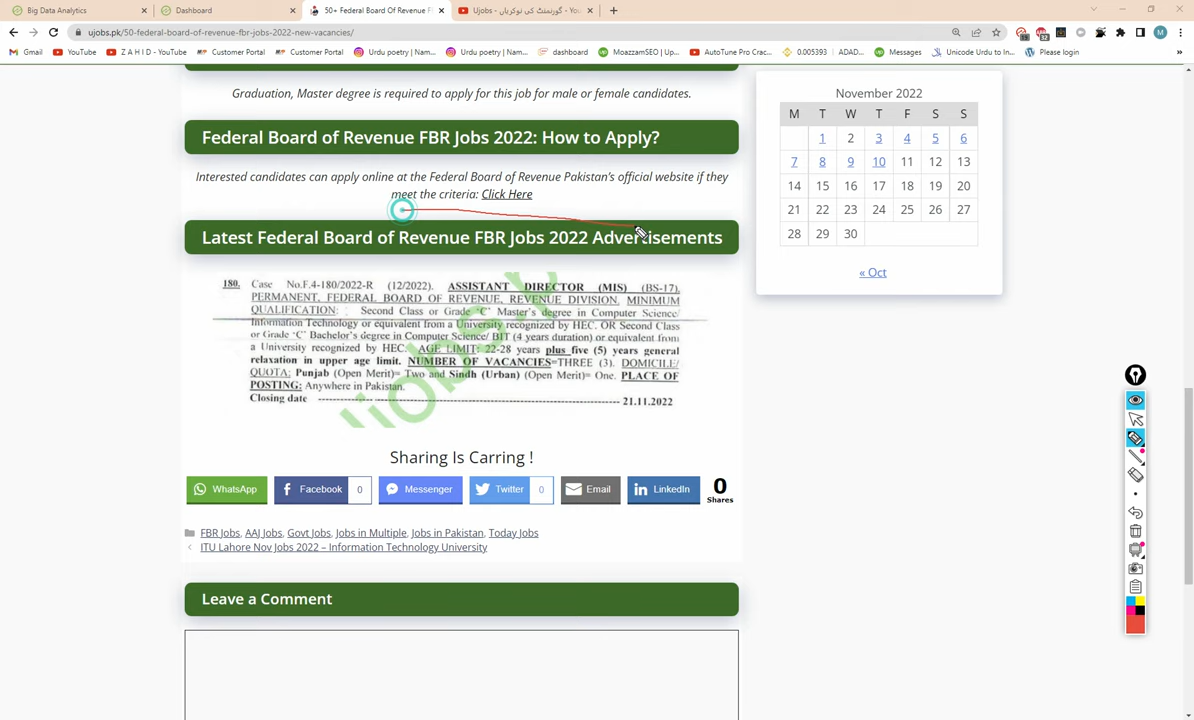 Big Data Analytics
Dashboard
50+ Federal Board Of Revenue F
Ujobs - گورنمنٹ کی نوکریاں - You
ujobs.pk/50-federal-board-of-revenue-fbr-jobs-2022-new-vacancies/
Gmail
YouTube
Z A H I D - YouTube
Customer Portal
Customer Portal
Urdu poetry | Nam...
Urdu poetry | Nam...
dashboard
MoazzamSEO | Up...
AutoTune Pro Crac...
0.005393 | ADAD...
Messages
Unicode Urdu to In...
Please login
Graduation, Master degree is required to apply for this job for male or female candidates.
Federal Board of Revenue FBR Jobs 2022: How to Apply?
Interested candidates can apply online at the Federal Board of Revenue Pakistan's official website if they
meet the criteria: Click Here
Latest Federal Board of Revenue FBR Jobs 2022 Advertisements
180. Case No.F.4-180/2022-R (12/2022). ASSISTANT DIRECTOR (MIS) (BS-17),
PERMANENT, FEDERAL BOARD OF REVENUE, REVENUE DIVISION. MINIMUM
QUALIFICATION: Second Class or Grade "C" Master's degree in Computer Science/
Information Technology or equivalent from a University recognized by HEC. OR Second Class
or Grade "C" Bachelor's degree in Computer Science/ BIT (4 years duration) or equivalent from
a University recognized by HEC. AGE LIMIT: 22-28 years plus five (5) years general
relaxation in upper age limit. NUMBER OF VACANCIES=THREE (3). DOMICILE/
QUOTA: Punjab (Open Merit)= Two and Sindh (Urban) (Open Merit)= One. PLACE OF
POSTING: Anywhere in Pakistan.
Closing date 21.11.2022
Sharing Is Carring !
WhatsApp
Facebook 0
Messenger
Twitter 0
Email
LinkedIn
0
Shares
FBR Jobs, AAJ Jobs, Govt Jobs, Jobs in Multiple, Jobs in Pakistan, Today Jobs
ITU Lahore Nov Jobs 2022 – Information Technology University
Leave a Comment
November 2022
M T W T F S S
1 2 3 4 5 6
7 8 9 10 11 12 13
14 15 16 17 18 19 20
21 22 23 24 25 26 27
28 29 30
« Oct